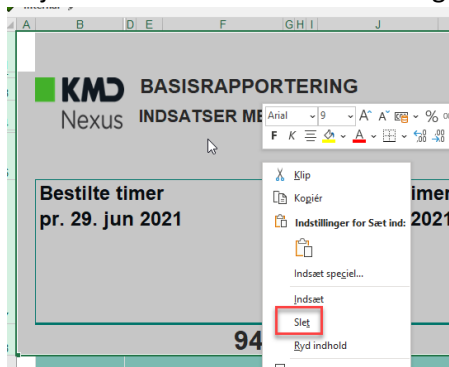 A B D E F G H I J
KMD BASISRAPPORTERING
Nexus INDSATSER ME
Arial 9 A^ A˅ %
F K A
Klip
Kopiér
Indstillinger for Sæt ind:
Indsæt speciel...
Indsæt
Slet
Ryd indhold
Bestilte timer imer
pr. 29. jun 2021 2021
94